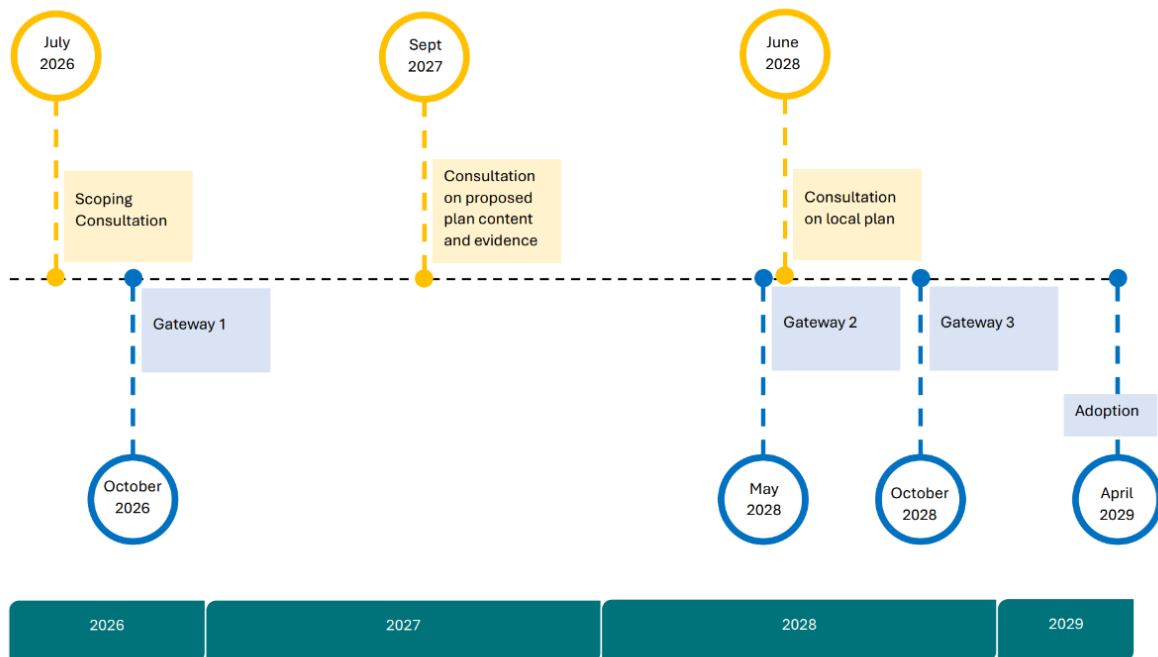 July
2026
Sept
2027
June
2028
Scoping
Consultation
Consultation
on proposed
plan content
and evidence
Consultation
on local plan
Gateway 1
Gateway 2
Gateway 3
Adoption
October
2026
May
2028
October
2028
April
2029
2026
2027
2028
2029